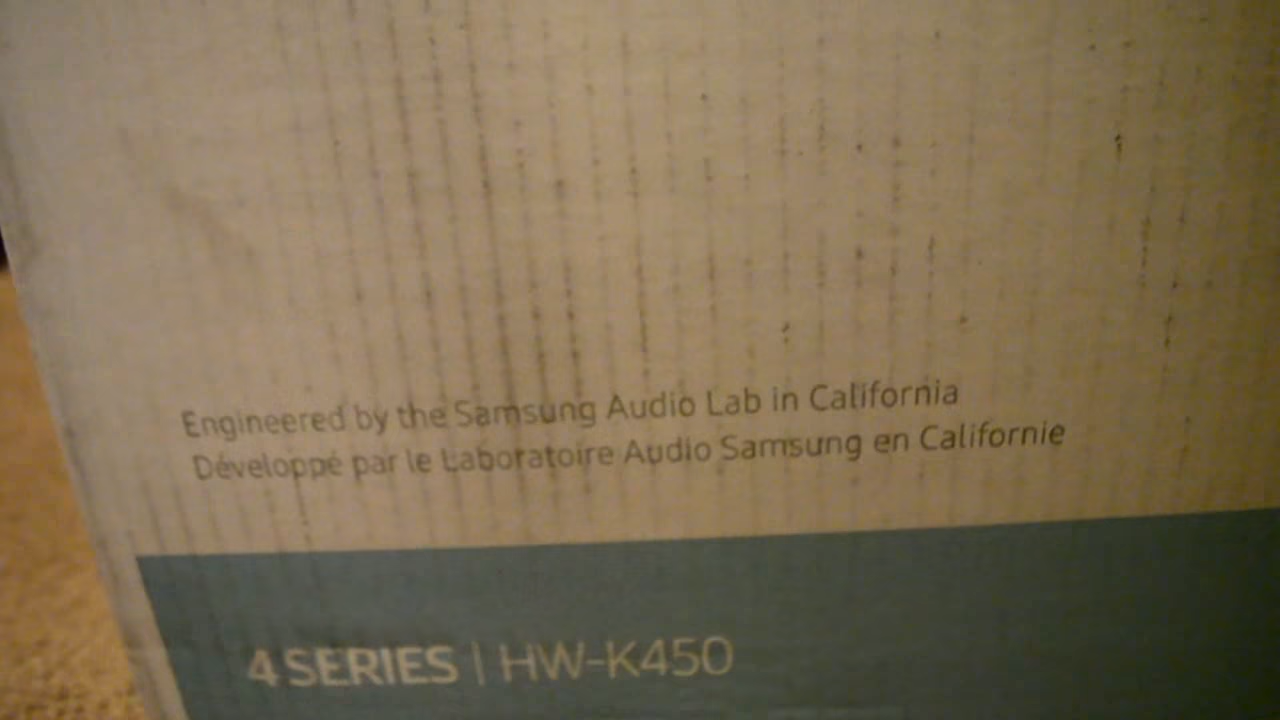 Engineered by the Samsung Audio Lab in California
Développé par le Laboratoire Audio Samsung en Californie
4 SERIES | HW-K450